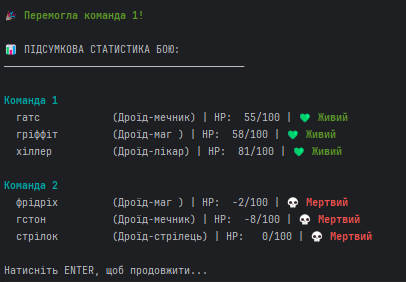 🎉 Перемогла команда 1!
📊 ПІДСУМКОВА СТАТИСТИКА БОЮ:
Команда 1
гатс (Дроїд-мечник) | HP: 55/100 | 💚 Живий
гріффіт (Дроїд-маг ) | HP: 58/100 | 💚 Живий
хіллер (Дроїд-лікар) | HP: 81/100 | 💚 Живий
Команда 2
фрідріх (Дроїд-маг ) | HP: -2/100 | 💀 Мертвий
гстон (Дроїд-мечник) | HP: -8/100 | 💀 Мертвий
стрілок (Дроїд-стрілець) | HP: 0/100 | 💀 Мертвий
Натисніть ENTER, щоб продовжити...